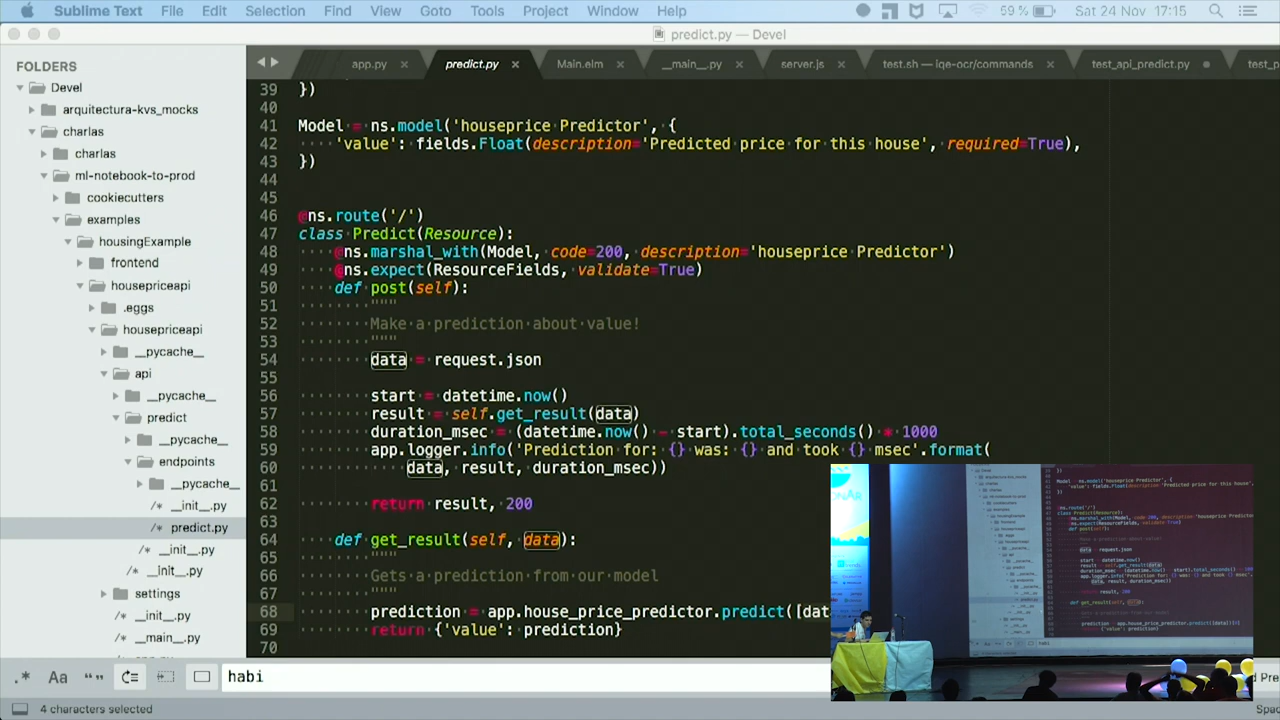 Sublime Text File Edit Selection Find View Goto Tools Project Window Help 59 % Sat 24 Nov 17:15
predict.py — Devel
FOLDERS
Devel
arquitectura-kvs_mocks
charlas
charlas
ml-notebook-to-prod
cookiecutters
examples
housingExample
frontend
housepriceapi
.eggs
housepriceapi
__pycache__
api
__pycache__
predict
__pycache__
endpoints
__pycache__
__init__.py
predict.py
__init__.py
__init__.py
settings
__init__.py
__main__.py
app.py × predict.py × Main.elm × __main__.py × server.js × test.sh — iqe-ocr/commands × test_api_predict.py test_p
39 })
40
41 Model = ns.model('houseprice Predictor', {
42 'value': fields.Float(description='Predicted price for this house', required=True),
43 })
44
45
46 @ns.route('/')
47 class Predict(Resource):
48 @ns.marshal_with(Model, code=200, description='houseprice Predictor')
49 @ns.expect(ResourceFields, validate=True)
50 def post(self):
51 """
52 Make a prediction about value!
53 """
54 data = request.json
55
56 start = datetime.now()
57 result = self.get_result(data)
58 duration_msec = (datetime.now() - start).total_seconds() * 1000
59 app.logger.info('Prediction for: {} was: {} and took {} msec'.format(
60 data, result, duration_msec))
61
62 return result, 200
63
64 def get_result(self, data):
65 """
66 Gets a prediction from our model
67 """
68 prediction = app.house_price_predictor.predict([dat
69 return {'value': prediction}
70
.* Aa “” habi
4 characters selected